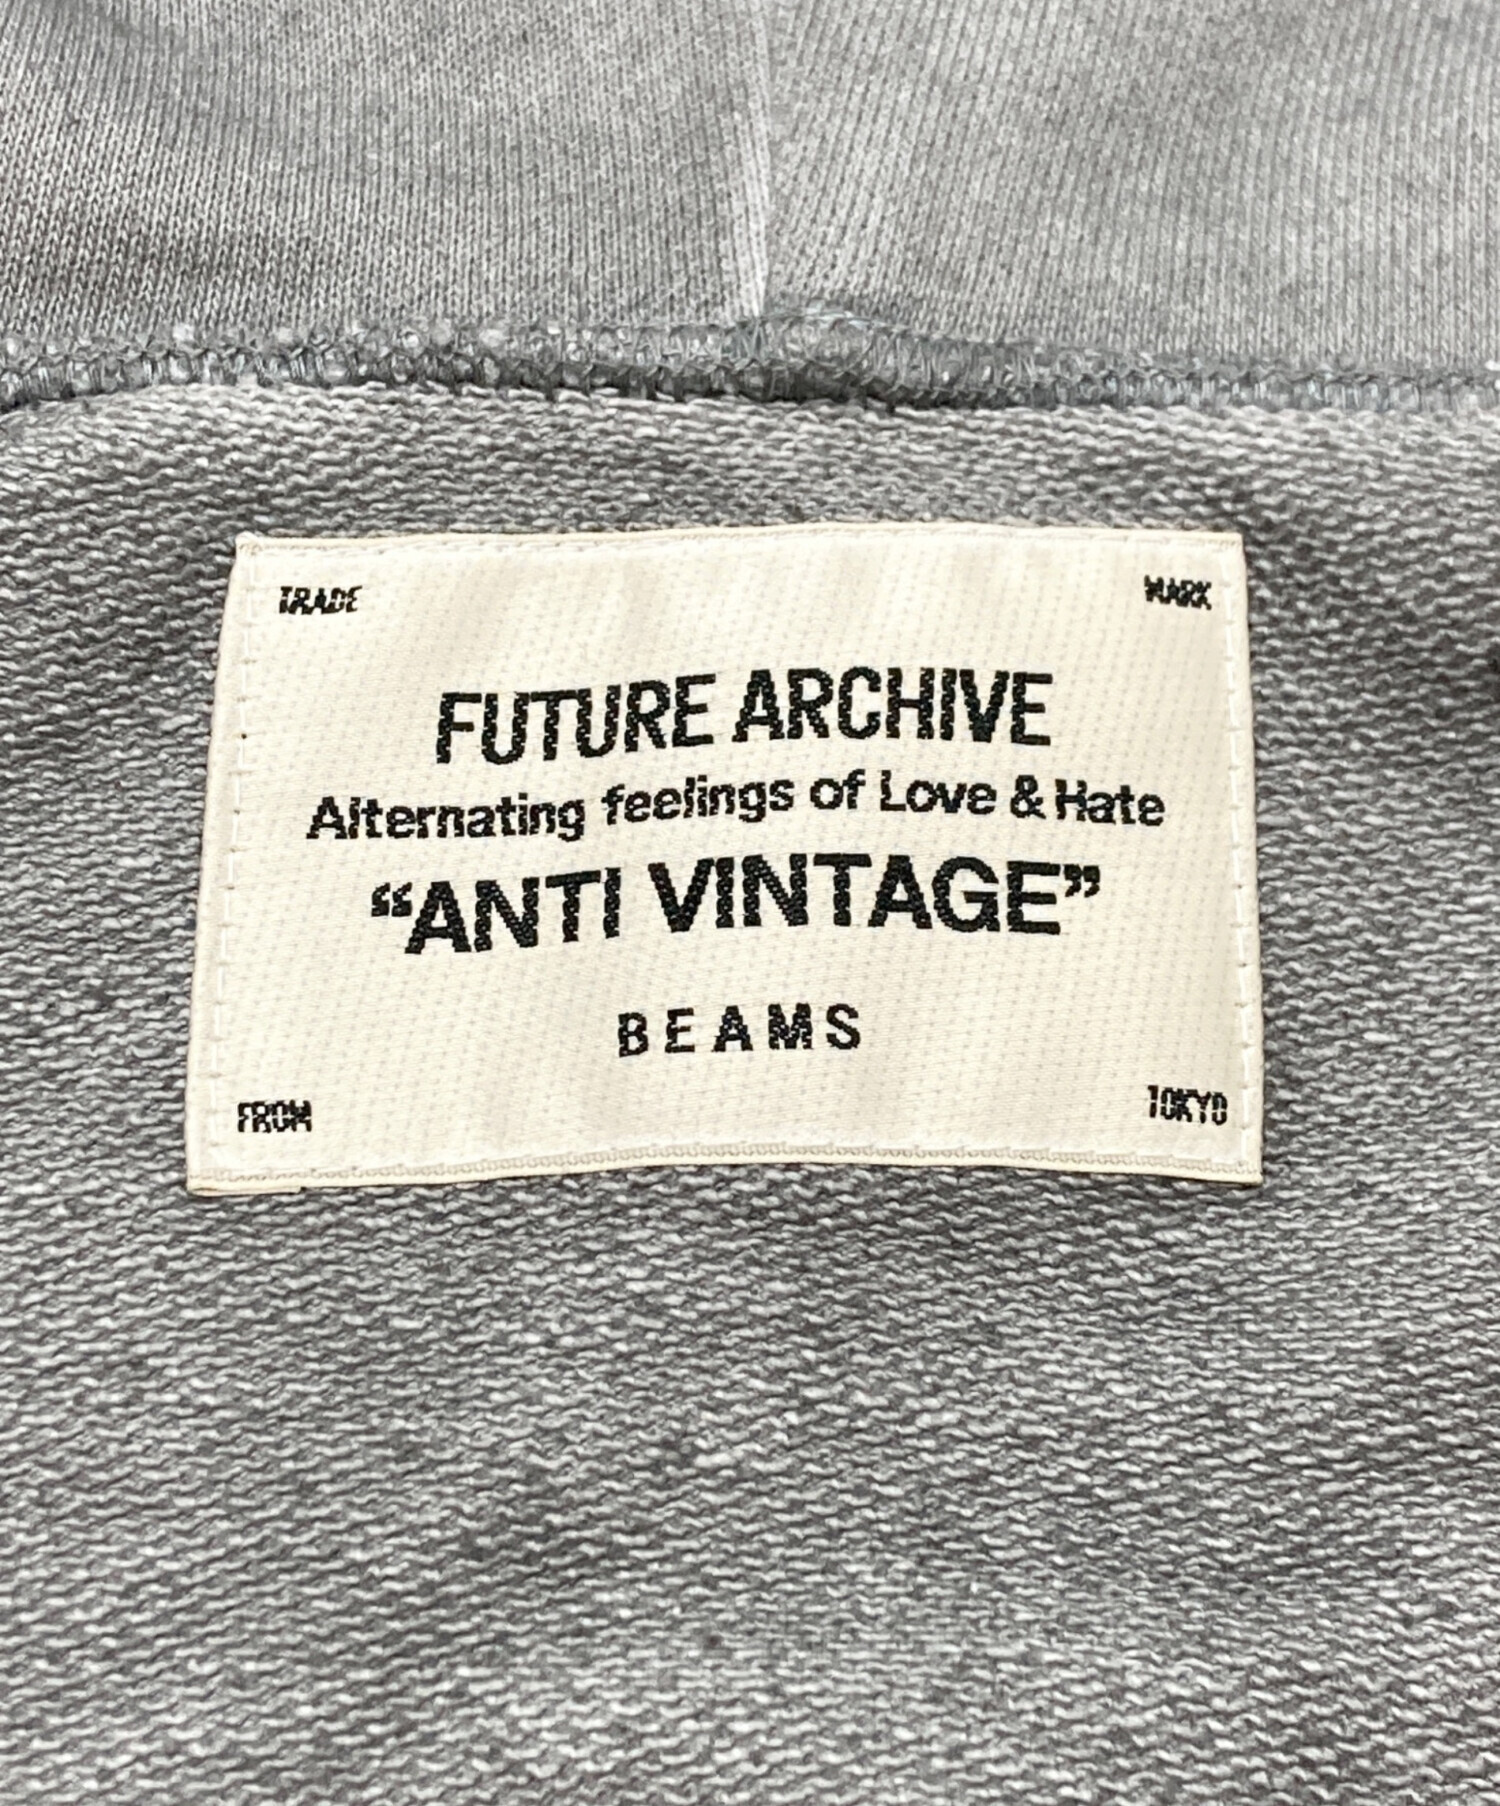 TRADE MARK
FUTURE ARCHIVE
Alternating feelings of Love & Hate
“ANTI VINTAGE”
BEAMS
FROM TOKYO